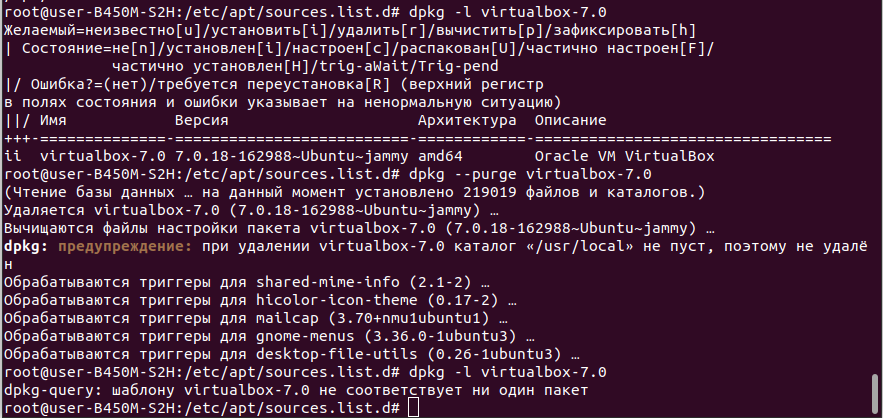 root@user-B450M-S2H:/etc/apt/sources.list.d# dpkg -l virtualbox-7.0
Желаемый=неизвестно[u]/установить[i]/удалить[r]/вычистить[p]/зафиксировать[h]
| Состояние=не[n]/установлен[i]/настроен[c]/распакован[U]/частично настроен[F]/
            частично установлен[H]/trig-aWait/Trig-pend
|/ Ошибка?=(нет)/требуется переустановка[R] (верхний регистр
в полях состояния и ошибки указывает на ненормальную ситуацию)
||/ Имя            Версия                     Архитектура  Описание
+++-==============-==========================-============-=================================
ii  virtualbox-7.0 7.0.18-162988~Ubuntu~jammy amd64        Oracle VM VirtualBox
root@user-B450M-S2H:/etc/apt/sources.list.d# dpkg --purge virtualbox-7.0
(Чтение базы данных … на данный момент установлено 219019 файлов и каталогов.)
Удаляется virtualbox-7.0 (7.0.18-162988~Ubuntu~jammy) …
Вычищаются файлы настройки пакета virtualbox-7.0 (7.0.18-162988~Ubuntu~jammy) …
dpkg: предупреждение: при удалении virtualbox-7.0 каталог «/usr/local» не пуст, поэтому не удалё
н
Обрабатываются триггеры для shared-mime-info (2.1-2) …
Обрабатываются триггеры для hicolor-icon-theme (0.17-2) …
Обрабатываются триггеры для mailcap (3.70+nmu1ubuntu1) …
Обрабатываются триггеры для gnome-menus (3.36.0-1ubuntu3) …
Обрабатываются триггеры для desktop-file-utils (0.26-1ubuntu3) …
root@user-B450M-S2H:/etc/apt/sources.list.d# dpkg -l virtualbox-7.0
dpkg-query: шаблону virtualbox-7.0 не соответствует ни один пакет
root@user-B450M-S2H:/etc/apt/sources.list.d#